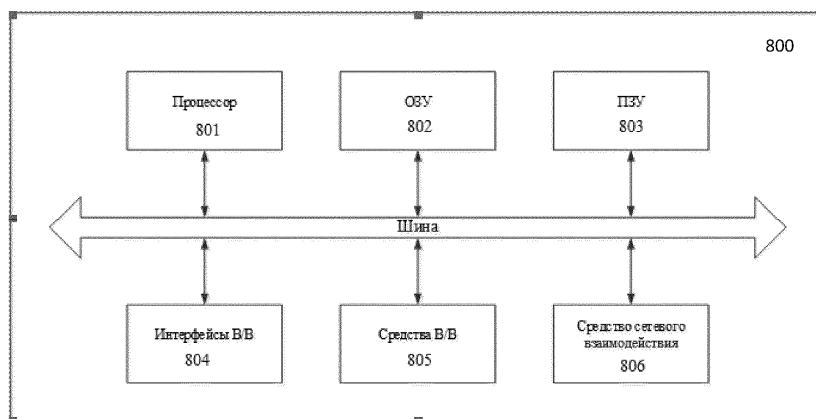 800
Процессор
801
ОЗУ
802
ПЗУ
803
Шина
Интерфейсы В/В
804
Средства В/В
805
Средство сетевого
взаимодействия
806